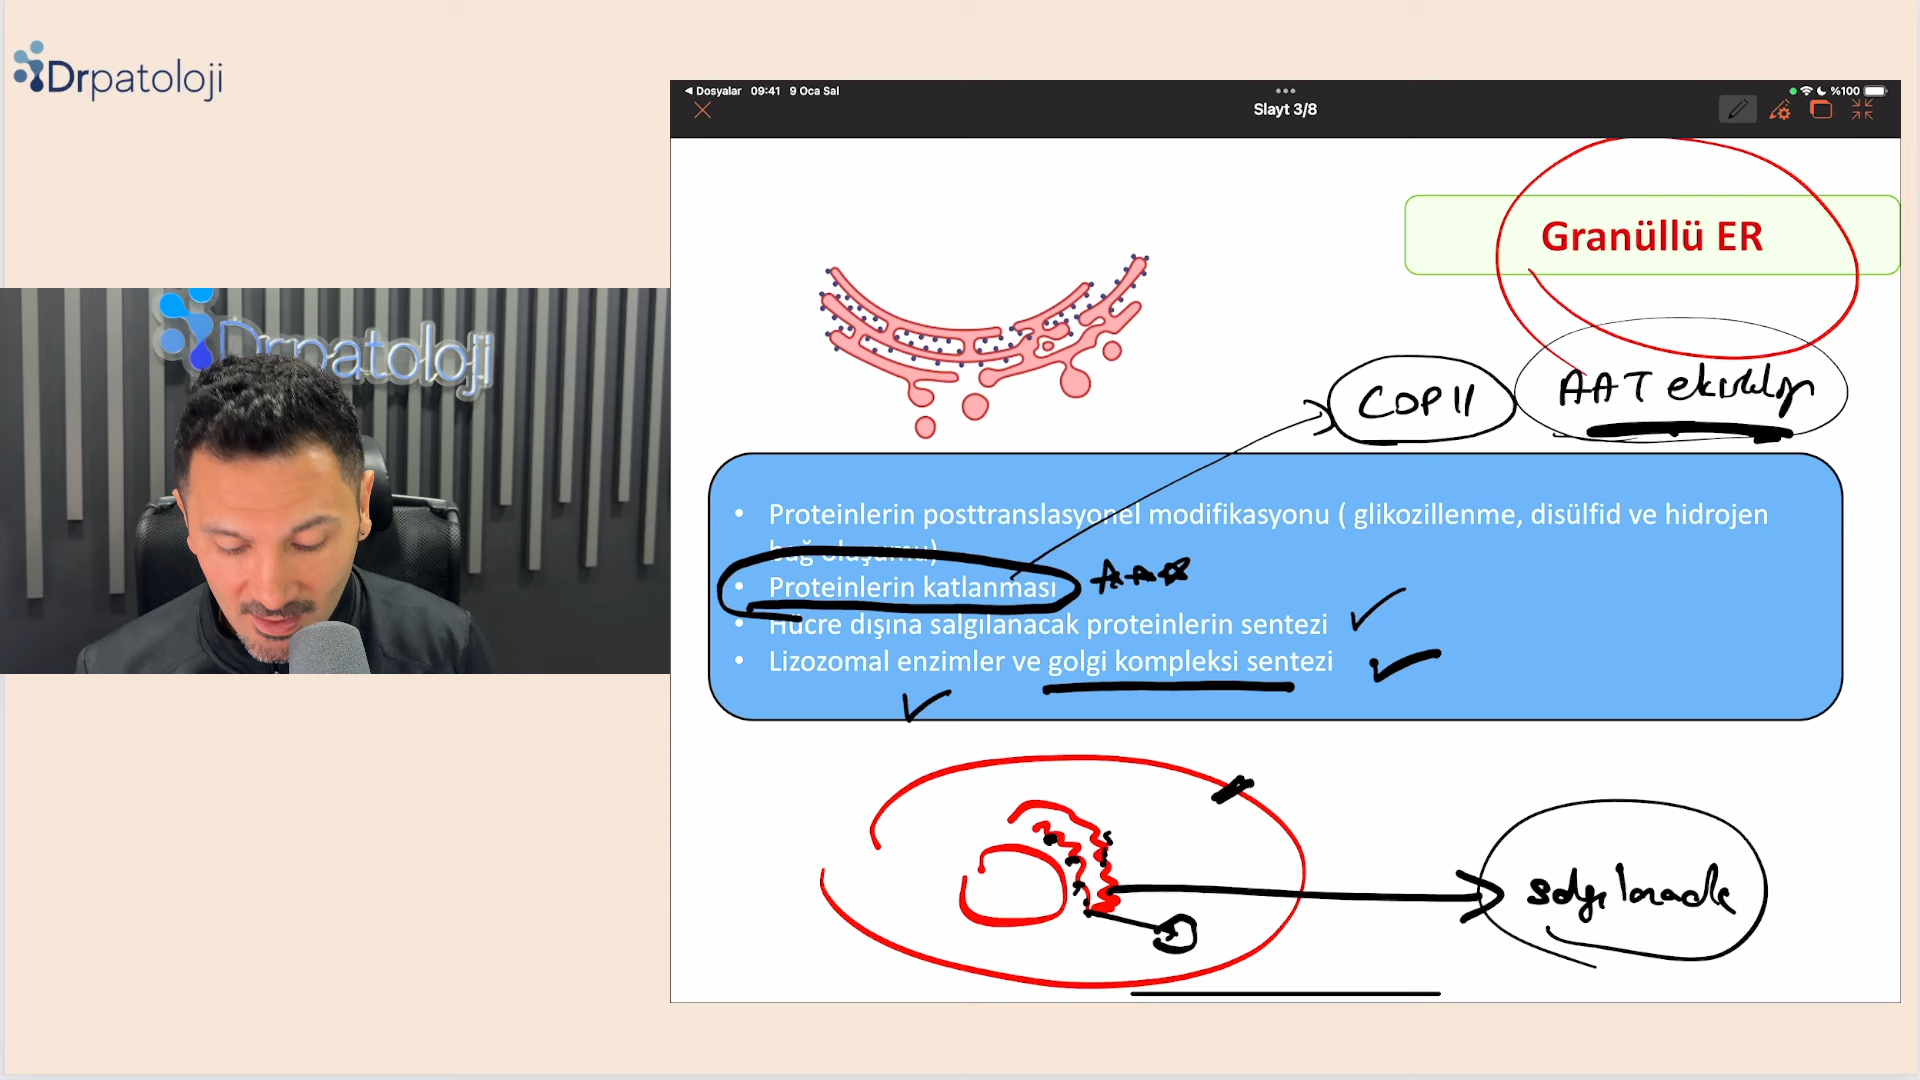 Drpatoloji
Dosyalar 09:41 9 Oca Sal
%100
Slayt 3/8
Granüllü ER
Drpatoloji
COP II
AAT
• Proteinlerin posttranslasyonel modifikasyonu ( glikozillenme, disülfid ve hidrojen
bağ oluşumu)
• Proteinlerin katlanması
• Hücre dışına salgılanacak proteinlerin sentezi
• Lizozomal enzimler ve golgi kompleksi sentezi